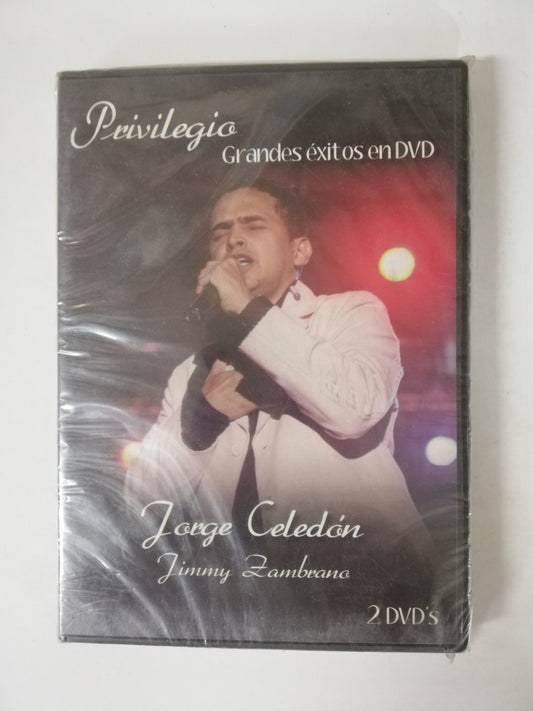 Privilegio
Grandes éxitos en DVD
Jorge Celedón
Jimmy Zambrano
2 DVD's